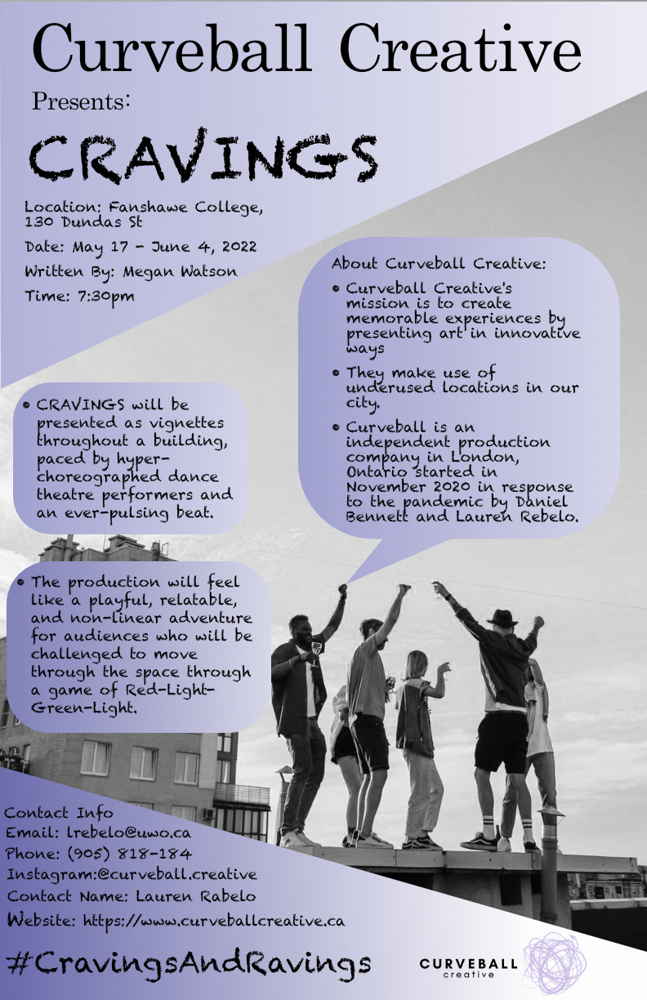 Curveball Creative
Presents:
CRAVINGS
Location: Fanshawe College,
130 Dundas St
Date: May 17 - June 4, 2022
Written By: Megan Watson
Time: 7:30pm
About Curveball Creative:
• Curveball Creative's
mission is to create
memorable experiences by
presenting art in innovative
ways
• They make use of
underused locations in our
city.
• Curveball is an
independent production
company in London,
Ontario started in
November 2020 in response
to the pandemic by Daniel
Bennett and Lauren Rebelo.
• CRAVINGS will be
presented as vignettes
throughout a building,
paced by hyper-
choreographed dance
theatre performers and
an ever-pulsing beat.
• The production will feel
like a playful, relatable,
and non-linear adventure
for audiences who will be
challenged to move
through the space through
a game of Red-Light-
Green-Light.
Contact Info
Email: lrebelo@uwo.ca
Phone: (905) 818-184
Instagram:@curveball.creative
Contact Name: Lauren Rabelo
Website: https://www.curveballcreative.ca
#CravingsAndRavings
CURVEBALL
creative